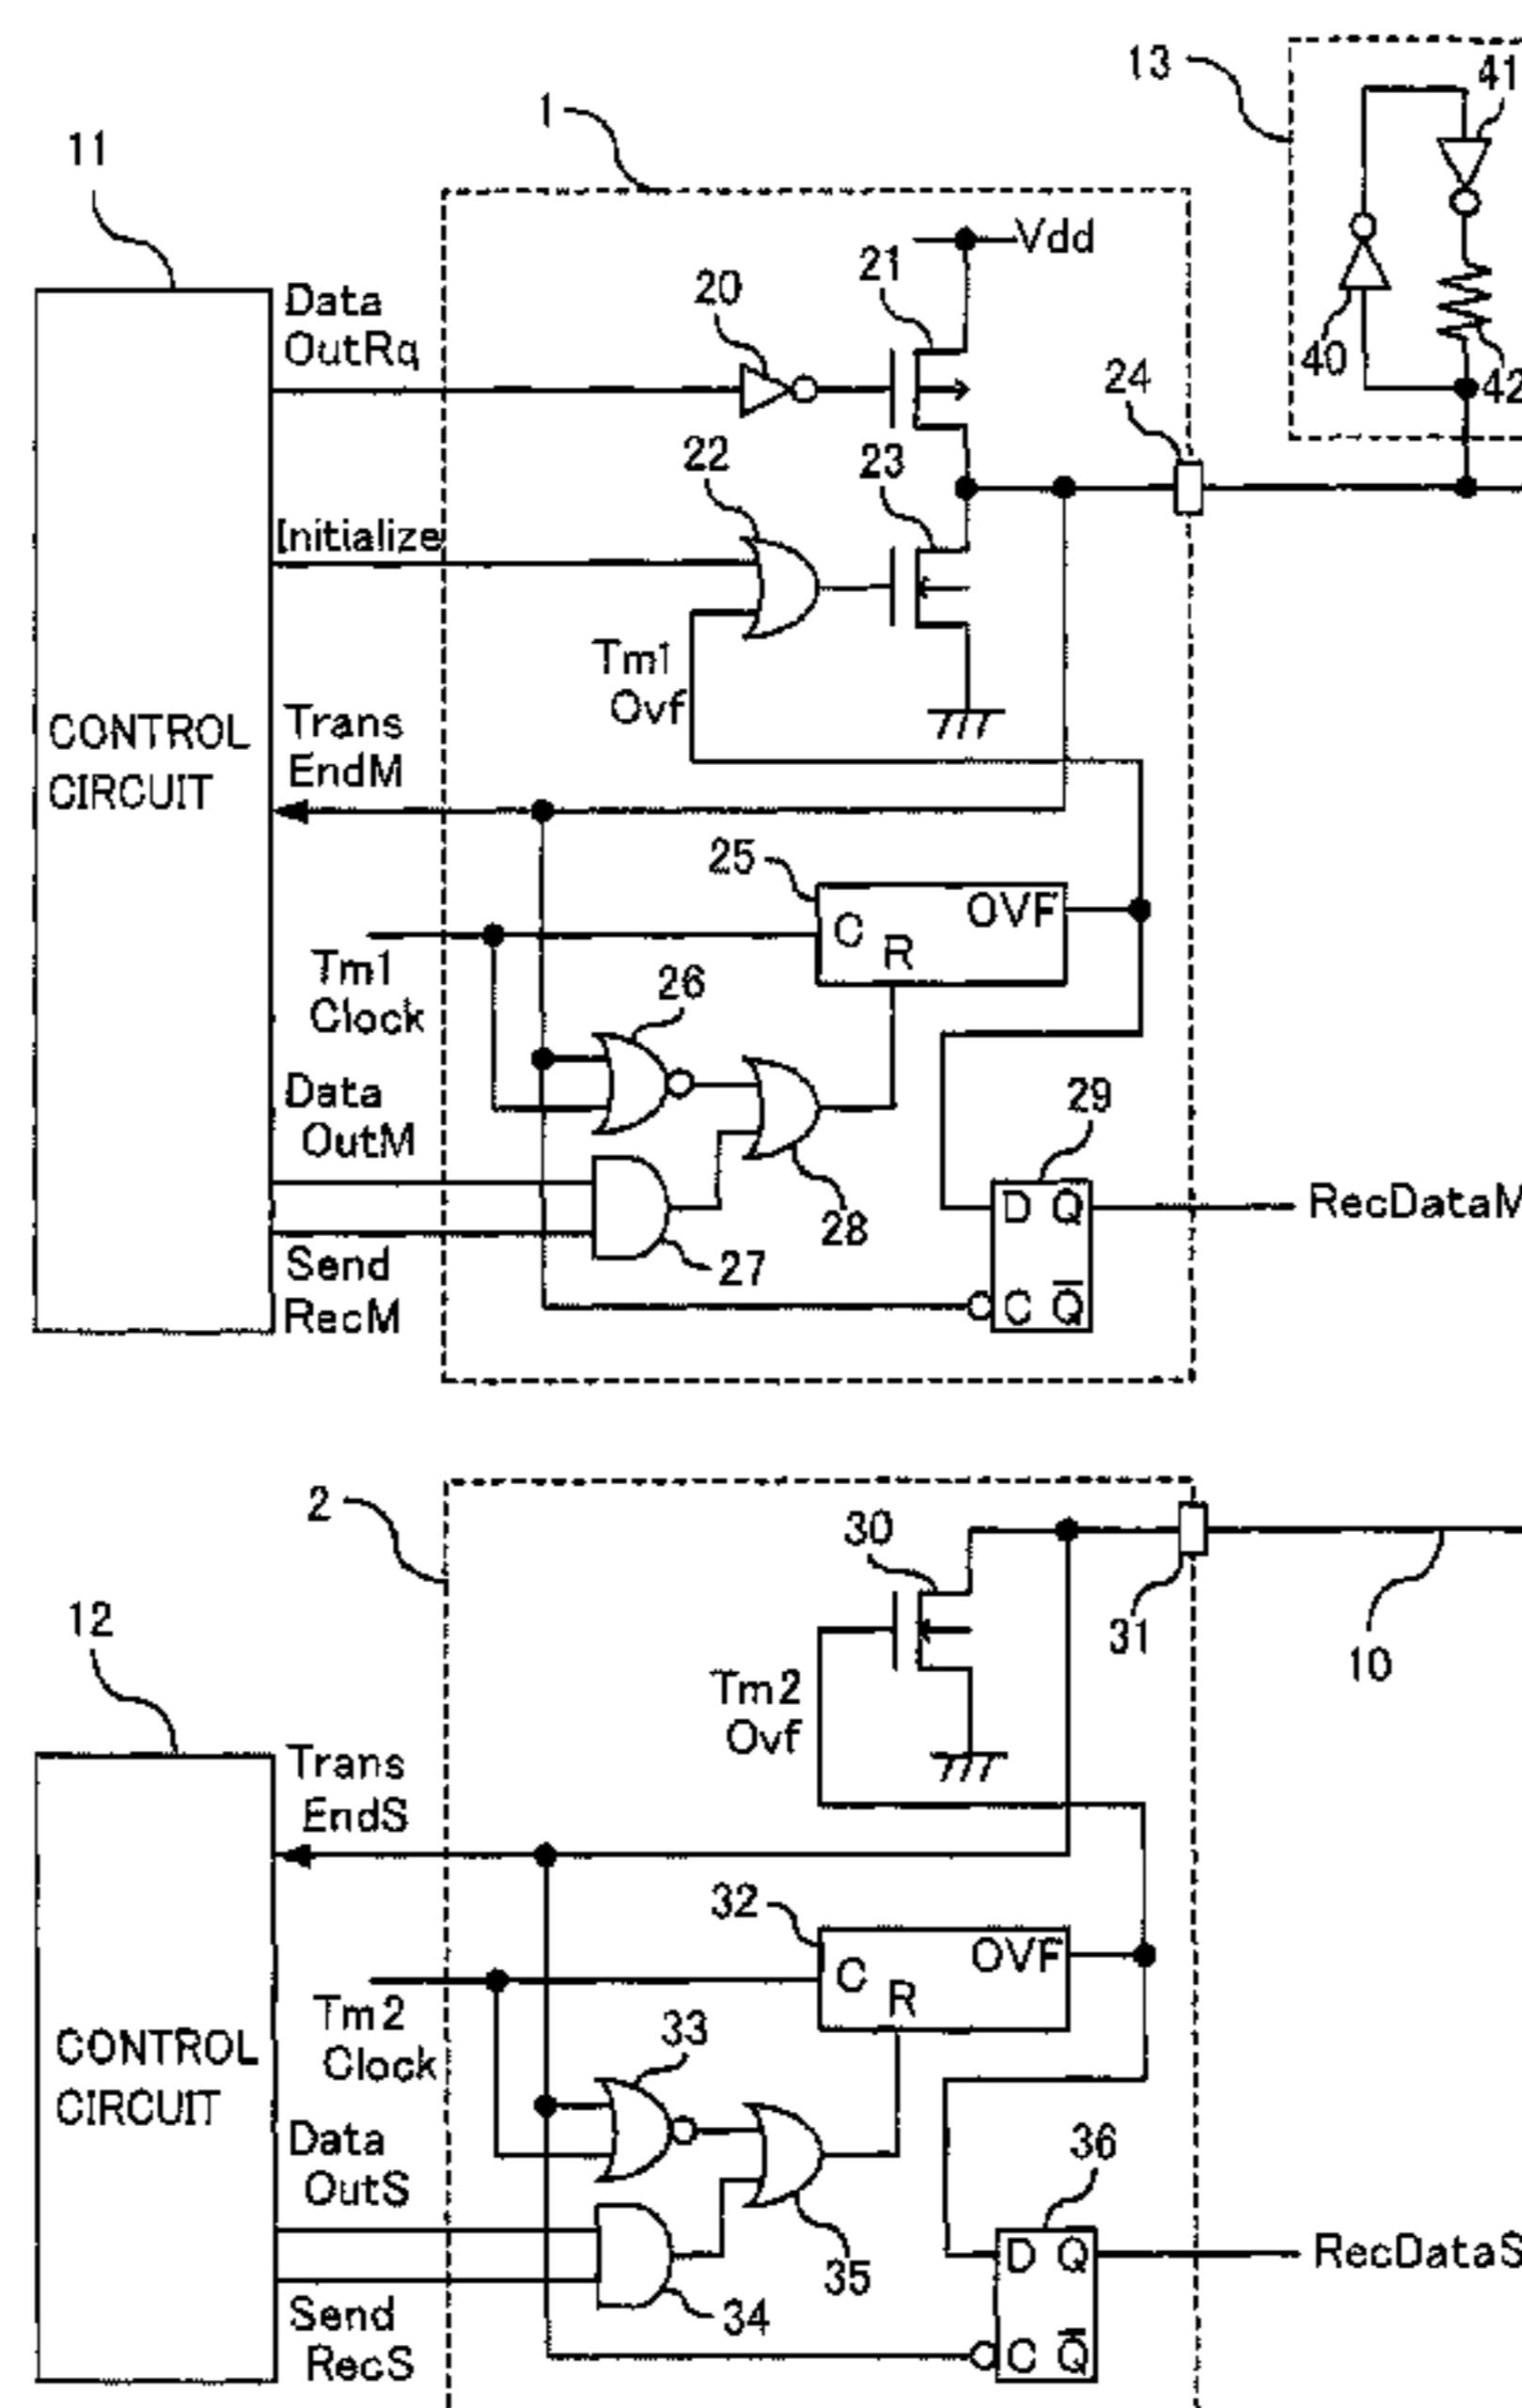 13
41
1
11
Vdd
21
20
Data
OutRq
40
42
24
22
23
Initialize
Tm1
Ovf
Trans
EndM
CONTROL
CIRCUIT
25
OVF
C
R
Tm1
Clock
26
Data
OutM
29
28
D Q
RecDataM
27
Send
RecM
C Q̅
2
30
31
10
12
Tm2
Ovf
Trans
EndS
32
OVF
C
R
Tm2
Clock
33
CONTROL
CIRCUIT
Data
OutS
36
35
D Q
RecDataS
34
Send
RecS
C Q̅